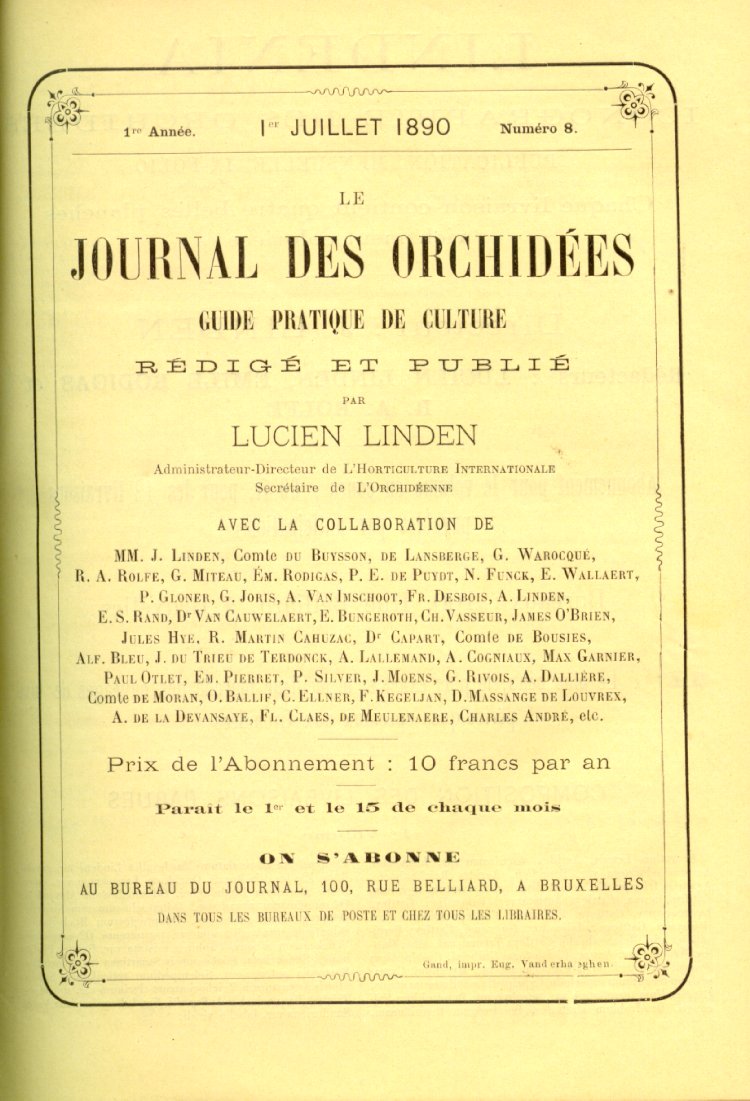 1re Année.
1er JUILLET 1890
Numéro 8.
LE
JOURNAL DES ORCHIDÉES
GUIDE PRATIQUE DE CULTURE
RÉDIGÉ ET PUBLIÉ
PAR
LUCIEN LINDEN
Administrateur-Directeur de L'HORTICULTURE INTERNATIONALE
Secrétaire de L'ORCHIDÉENNE
AVEC LA COLLABORATION DE
MM. J. LINDEN, Comte DU BUYSSON, DE LANSBERGE, G. WAROCQUÉ,
R. A. ROLFE, G. MITEAU, ÉM. RODIGAS, P. E. DE PUYDT, N. FUNCK, E. WALLAERT,
P. GLONER, G. JORIS, A. VAN IMSCHOOT, FR. DESBOIS, A. LINDEN,
E. S. RAND, Dr VAN CAUWELAERT, E. BUNGEROTH, CH. VASSEUR, JAMES O'BRIEN,
JULES HYE, R. MARTIN CAHUZAC, Dr CAPART, Comte DE BOUSIES,
ALF. BLEU, J. DU TRIEU DE TERDONCK, A. LALLEMAND, A. COGNIAUX, MAX GARNIER,
PAUL OTLET, EM. PIERRET, P. SILVER, J. MOENS, G. RIVOIS, A. DALLIÈRE,
Comte DE MORAN, O. BALLIF, C. ELLNER, F. KEGELJAN, D. MASSANGE DE LOUVREX,
A. DE LA DEVANSAYE, FL. CLAES, DE MEULENAERE, CHARLES ANDRÉ, etc.
Prix de l'Abonnement : 10 francs par an
Parait le 1er et le 15 de chaque mois
ON S'ABONNE
AU BUREAU DU JOURNAL, 100, RUE BELLIARD, A BRUXELLES
DANS TOUS LES BUREAUX DE POSTE ET CHEZ TOUS LES LIBRAIRES.
Gand, impr. Eug. Vanderhaeghen.